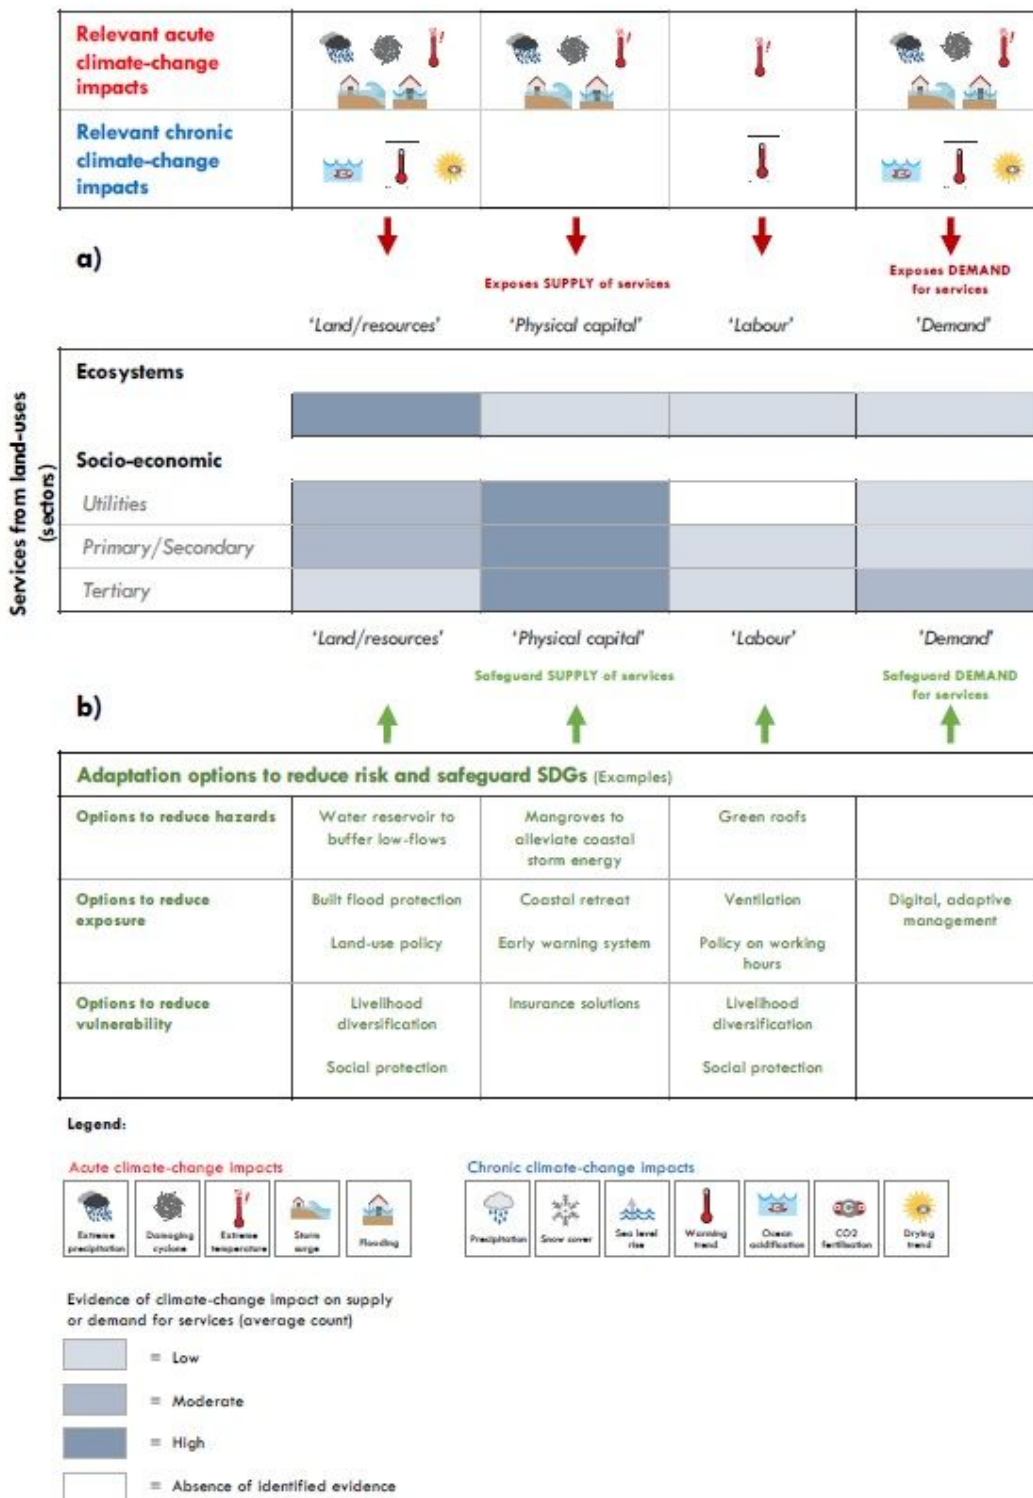 Relevant acute
climate-change
impacts
Relevant chronic
climate-change
impacts
a)
Exposes SUPPLY of services
Exposes DEMAND
for services
'Land/resources'
'Physical capital'
'Labour'
'Demand'
Services from land-uses
(sectors)
Ecosystems
Socio-economic
Utilities
Primary/Secondary
Tertiary
'Land/resources'
'Physical capital'
'Labour'
'Demand'
b)
Safeguard SUPPLY of services
Safeguard DEMAND
for services
Adaptation options to reduce risk and safeguard SDGs (Examples)
Options to reduce hazards
Water reservoir to
buffer low-flows
Mangroves to
alleviate coastal
storm energy
Green roofs
Options to reduce
exposure
Built flood protection
Land-use policy
Coastal retreat
Early warning system
Ventilation
Policy on working
hours
Digital, adaptive
management
Options to reduce
vulnerability
Livelihood
diversification
Social protection
Insurance solutions
Livelihood
diversification
Social protection
Legend:
Acute climate-change impacts
Extreme
precipitation
Damaging
cyclone
Extreme
temperature
Storm
surge
Flooding
Chronic climate-change impacts
Precipitation
Snow cover
Sea level
rise
Warming
trend
Ocean
acidification
CO2
fertilisation
Drying
trend
Evidence of climate-change impact on supply
or demand for services (average count)
= Low
= Moderate
= High
= Absence of identified evidence